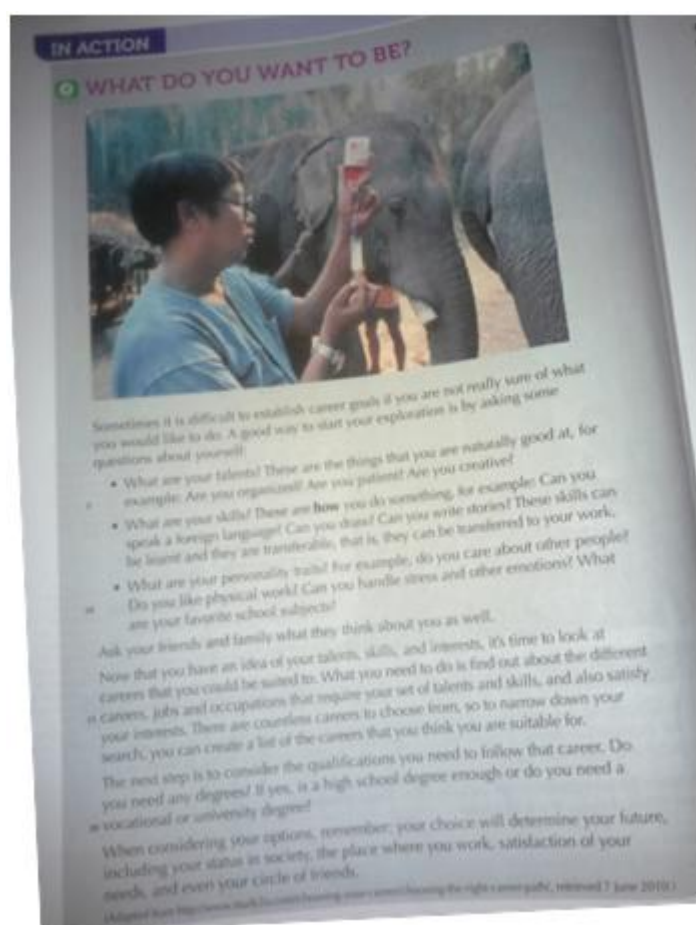 IN ACTION
WHAT DO YOU WANT TO BE?
Sometimes it is difficult to establish career goals if you are not really sure of what
you would like to do. A good way to start your exploration is by asking some
questions about yourself:
• What are your talents? These are the things that you are naturally good at, for
example: Are you organized? Are you patient? Are you creative?
• What are your skills? These are how you do something, for example: Can you
speak a foreign language? Can you draw? Can you write stories? These skills can
be learnt and they are transferable, that is, they can be transferred to your work.
• What are your personality traits? For example, do you care about other people?
Do you like physical work? Can you handle stress and other emotions? What
are your favorite school subjects?
Ask your friends and family what they think about you as well.
Now that you have an idea of your talents, skills, and interests, it's time to look at
careers that you could be suited to. What you need to do is find out about the different
careers, jobs and occupations that require your set of talents and skills, and also satisfy
your interests. There are countless careers to choose from, so to narrow down your
search, you can create a list of the careers that you think you are suitable for.
The next step is to consider the qualifications you need to follow that career. Do
you need any degrees? If yes, is a high school degree enough or do you need a
vocational or university degree?
When considering your options, remember: your choice will determine your future,
including your status in society, the place where you work, satisfaction of your
needs, and even your circle of friends.
(Adapted from retrieved 7 June 2010.)